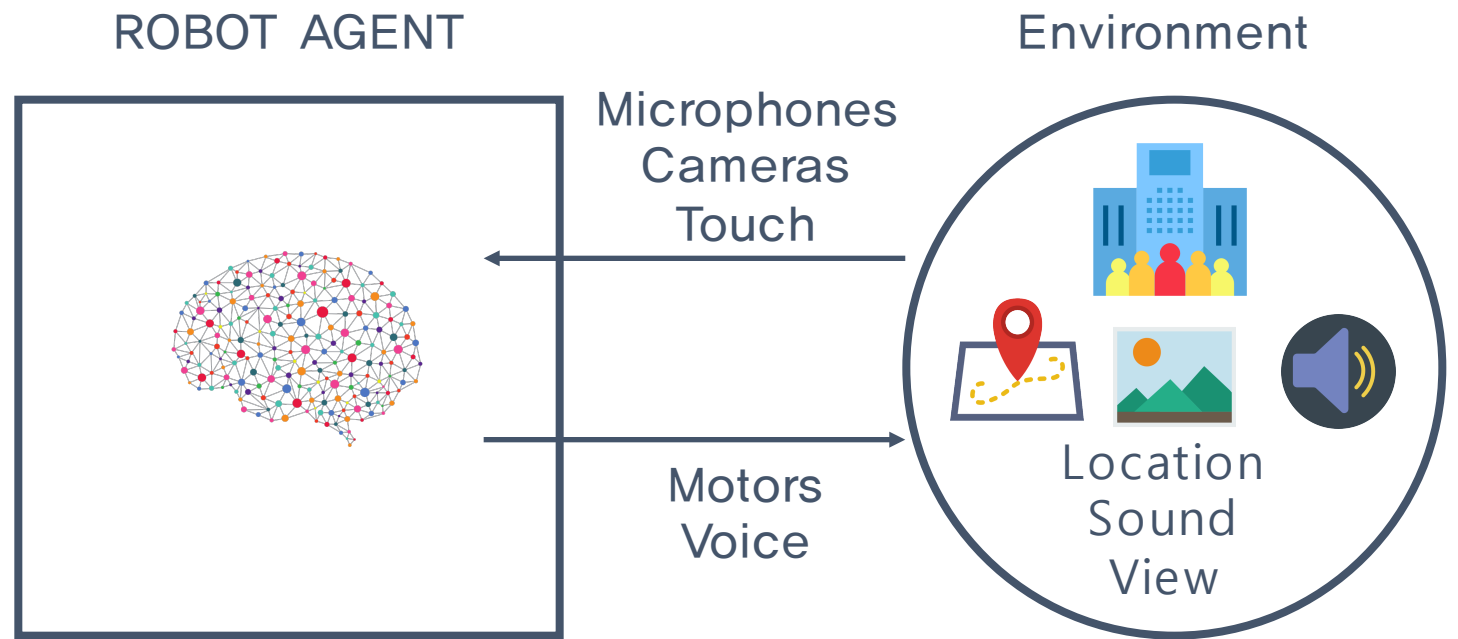 ROBOT AGENT
Environment
Microphones
Cameras
Touch
Motors
Voice
Location
Sound
View